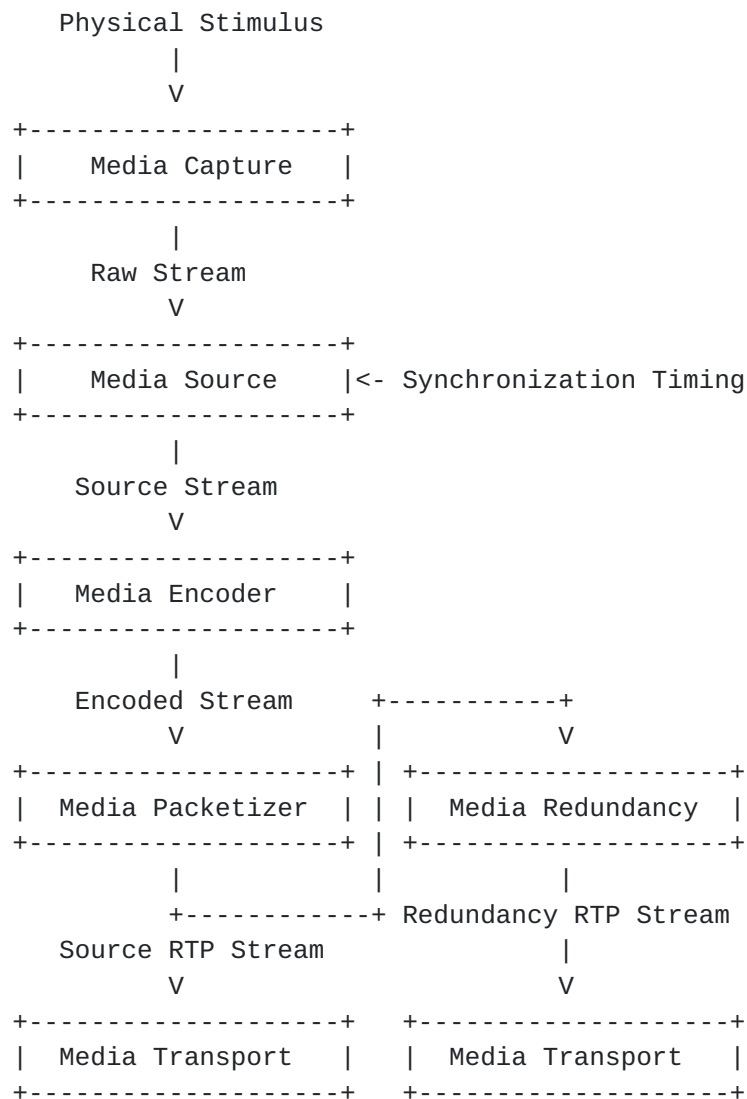 Physical Stimulus
          |
          V
+--------------------+
|    Media Capture   |
+--------------------+
          |
     Raw Stream
          V
+--------------------+
|    Media Source    |<- Synchronization Timing
+--------------------+
          |
    Source Stream
          V
+--------------------+
|   Media Encoder    |
+--------------------+
          |
    Encoded Stream     +-----------+
          V            |           V
+--------------------+ | +--------------------+
|  Media Packetizer  | | |  Media Redundancy  |
+--------------------+ | +--------------------+
          |            |           |
          +------------+ Redundancy RTP Stream
   Source RTP Stream               |
          V                        V
+--------------------+   +--------------------+
|  Media Transport   |   |  Media Transport   |
+--------------------+   +--------------------+